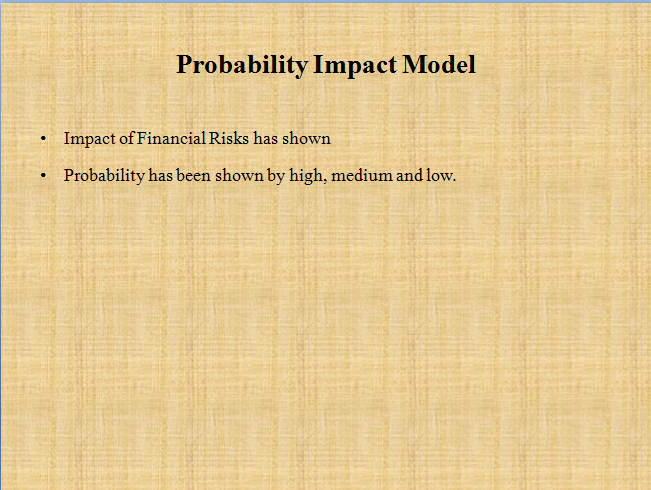 Probability Impact Model
• Impact of Financial Risks has shown
• Probability has been shown by high, medium and low.